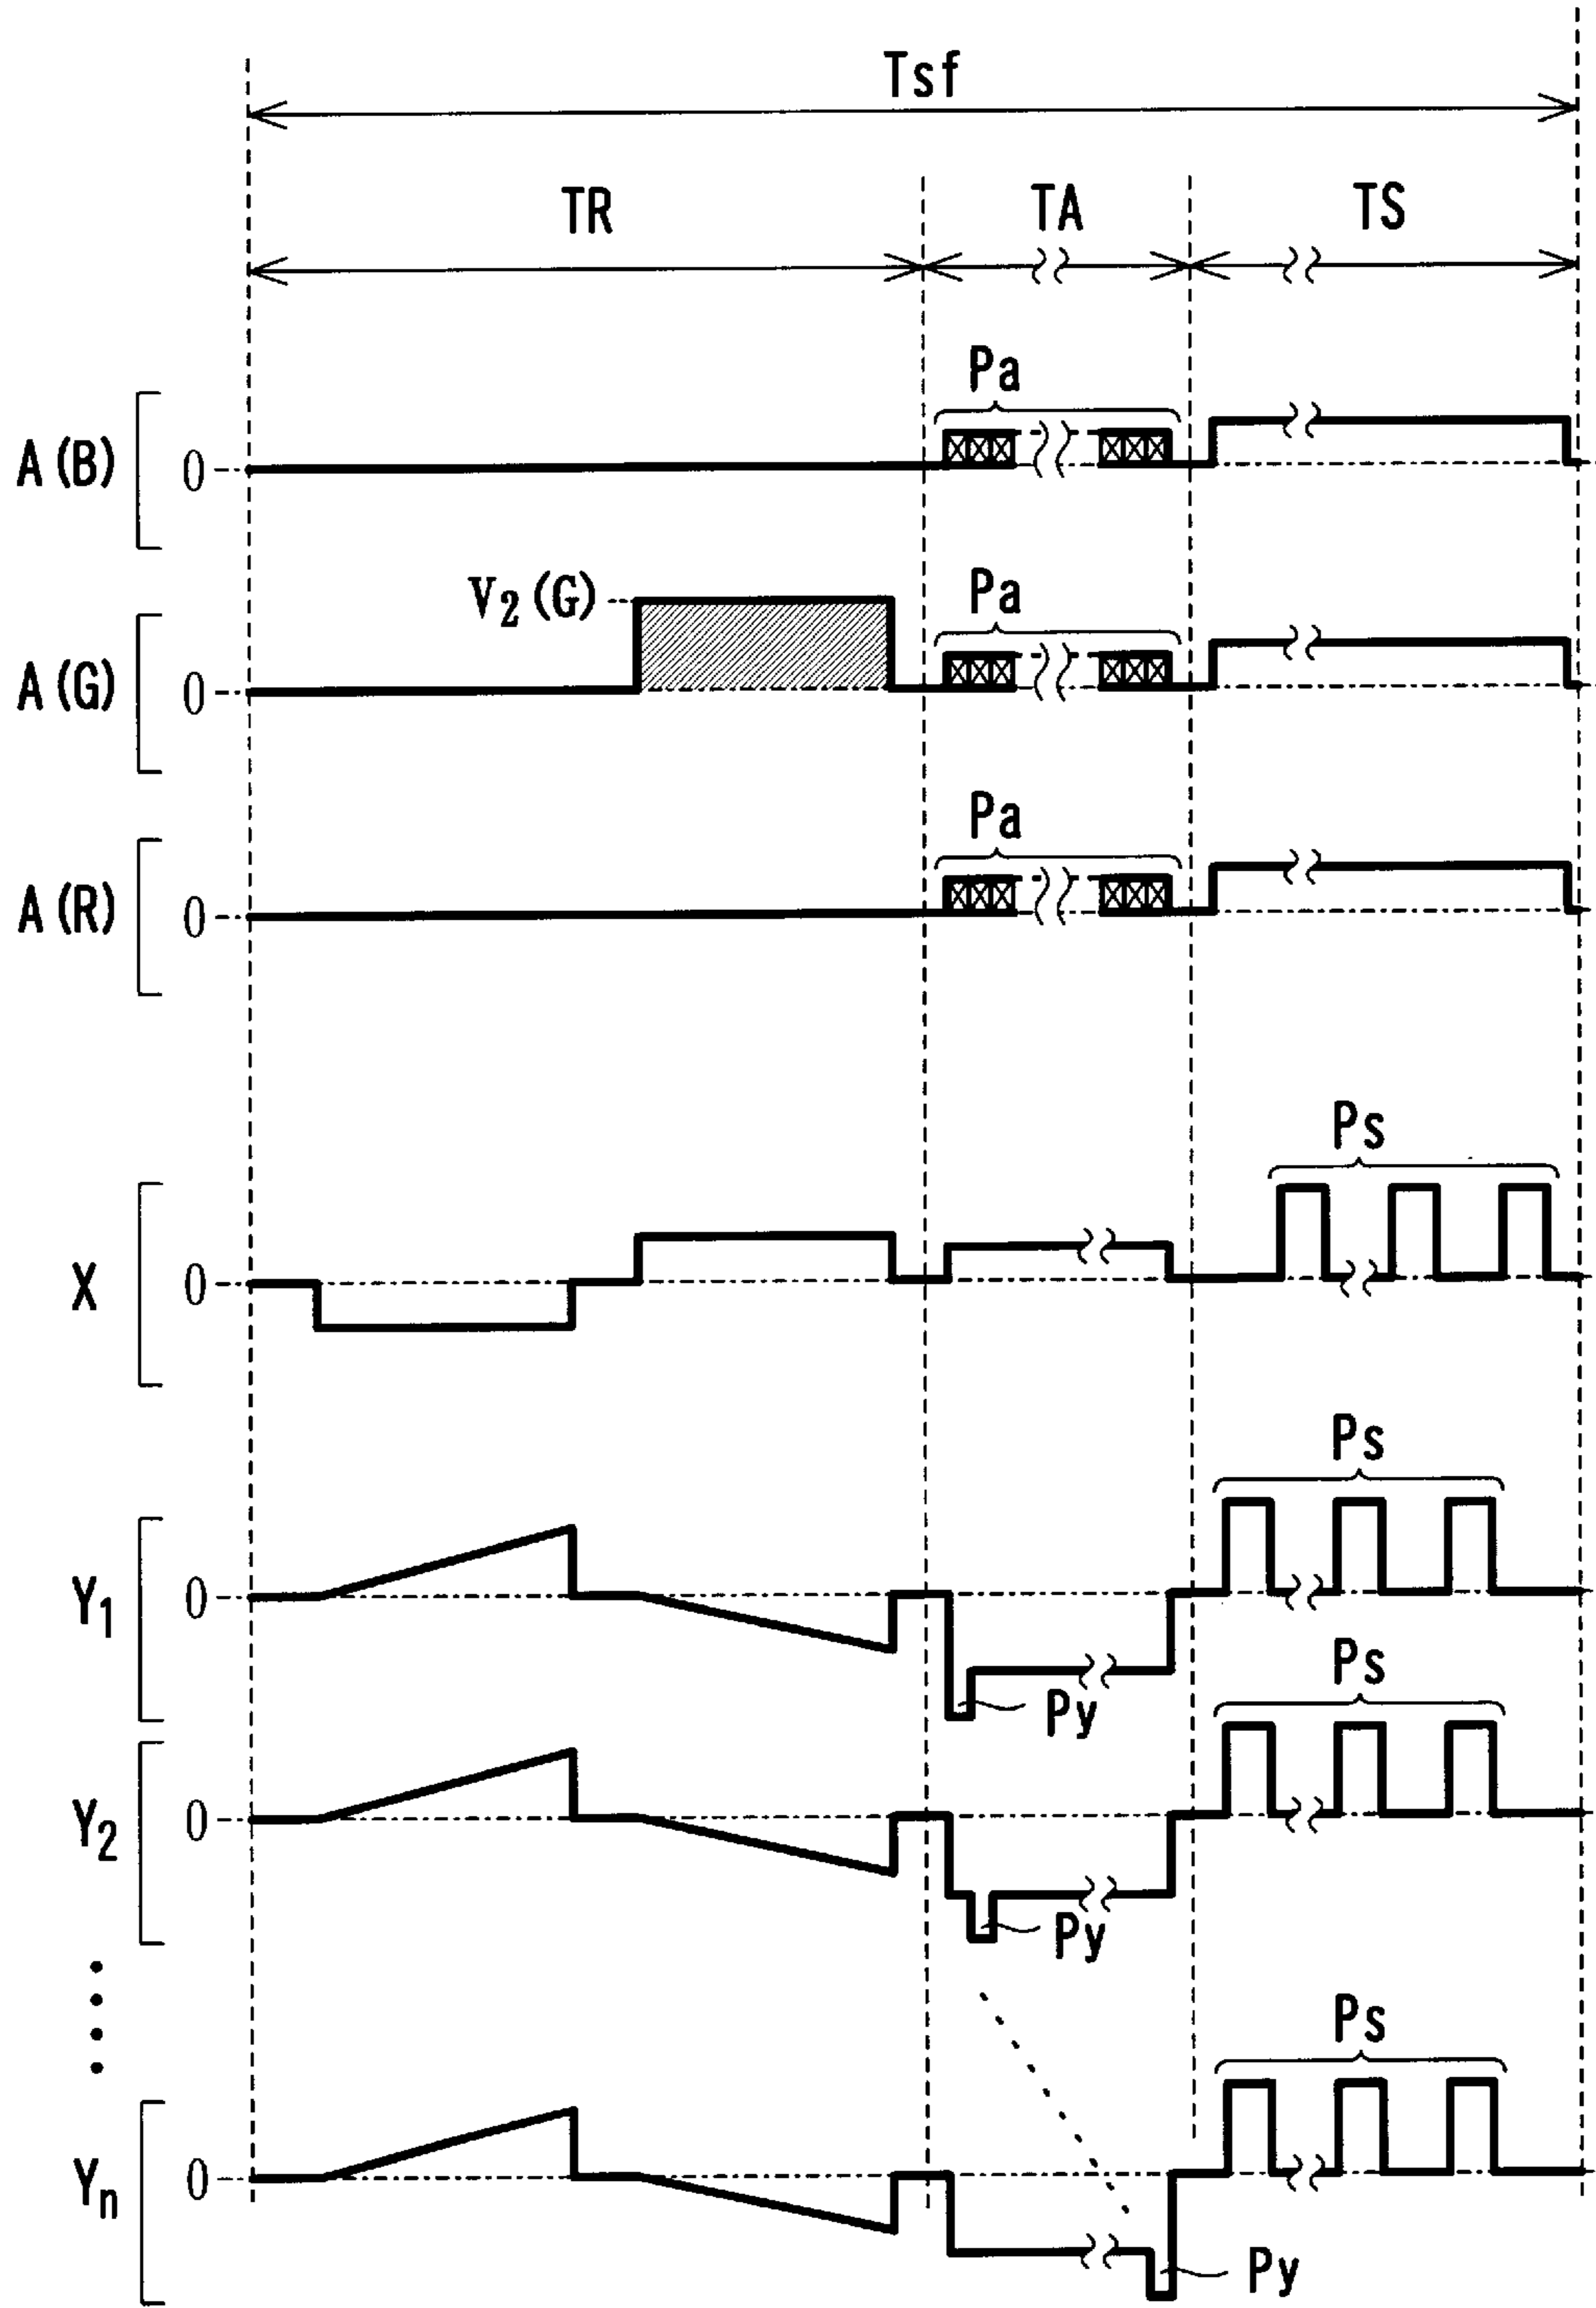 Tsf
TR TA TS
Pa
A(B) 0
V2(G) Pa
A(G) 0
Pa
A(R) 0
Ps
X 0
Ps
Y1 0
Py
Ps
Y2 0
Py
Ps
Yn 0
Py